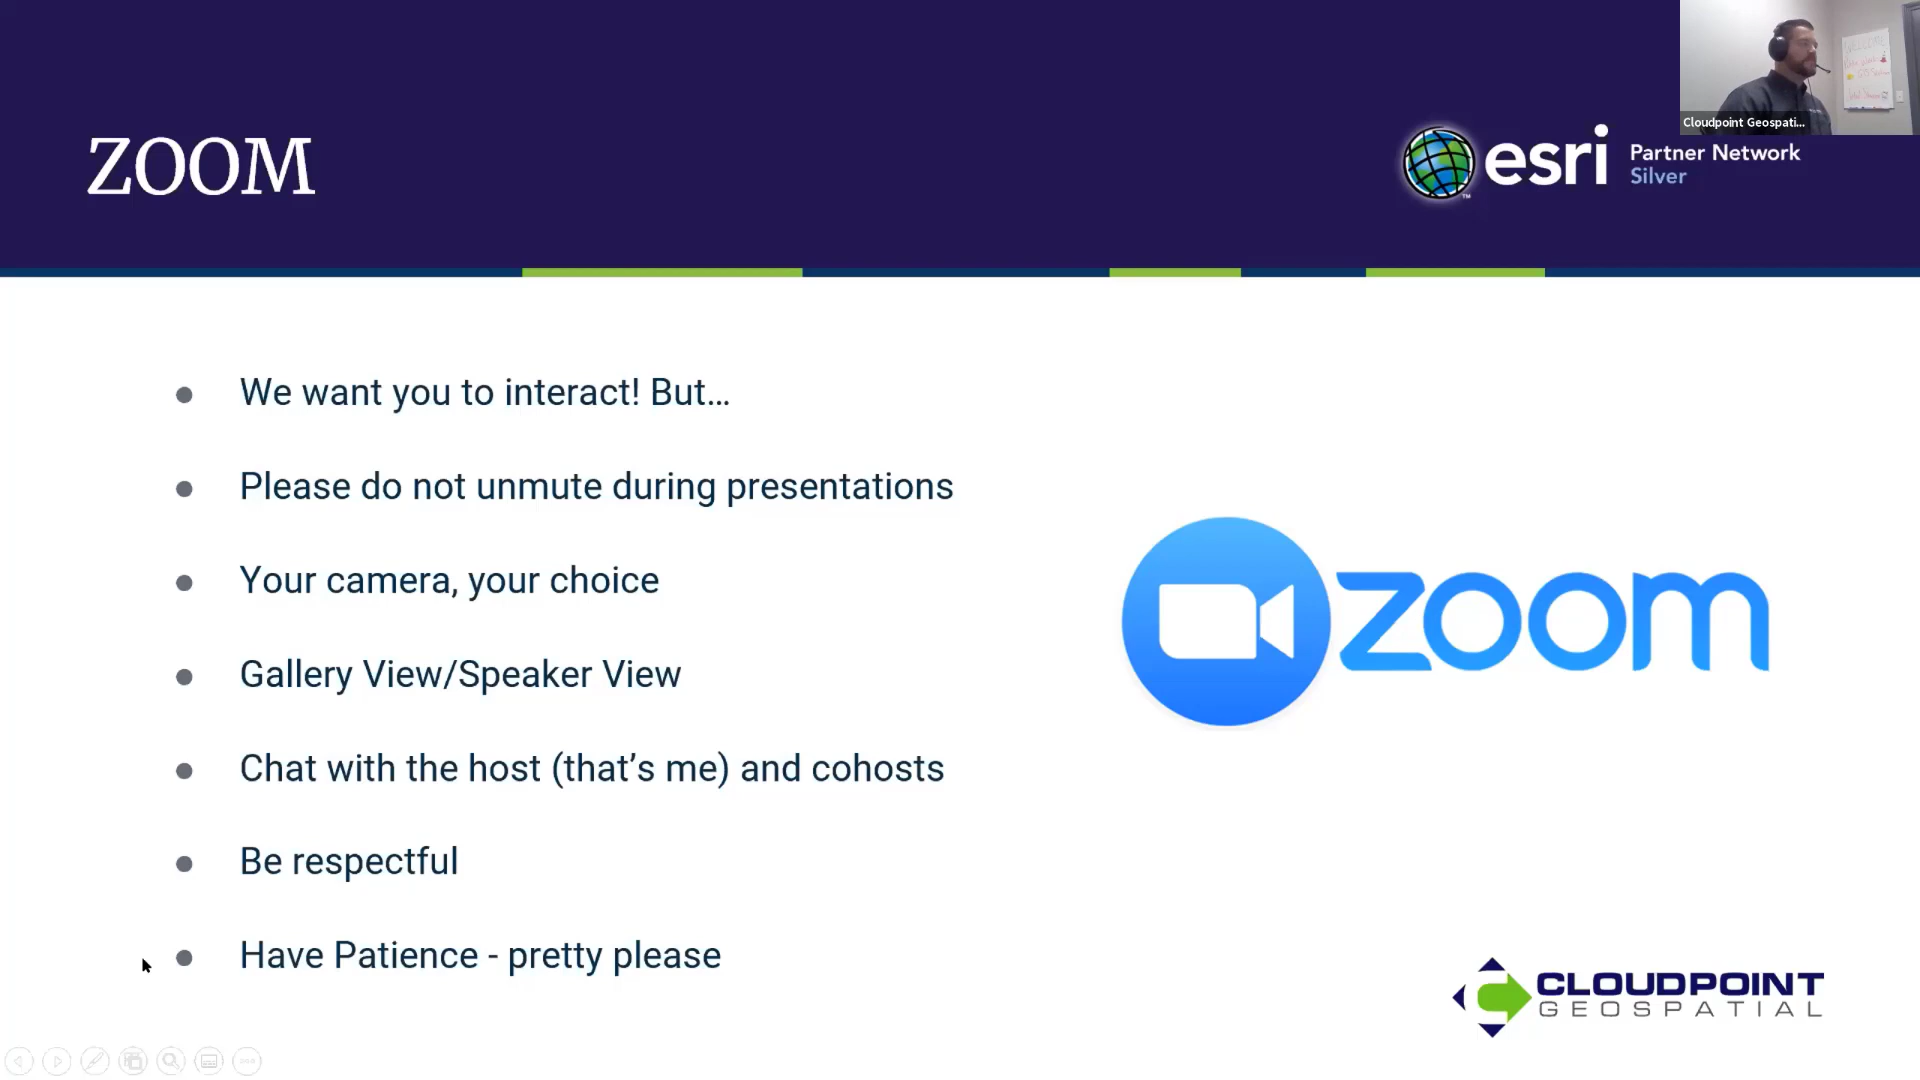 Cloudpoint Geospati...
ZOOM
esri Partner Network
Silver
We want you to interact! But...
Please do not unmute during presentations
Your camera, your choice
Gallery View/Speaker View
zoom
Chat with the host (that's me) and cohosts
Be respectful
Have Patience - pretty please
CLOUDPOINT
GEOSPATIAL